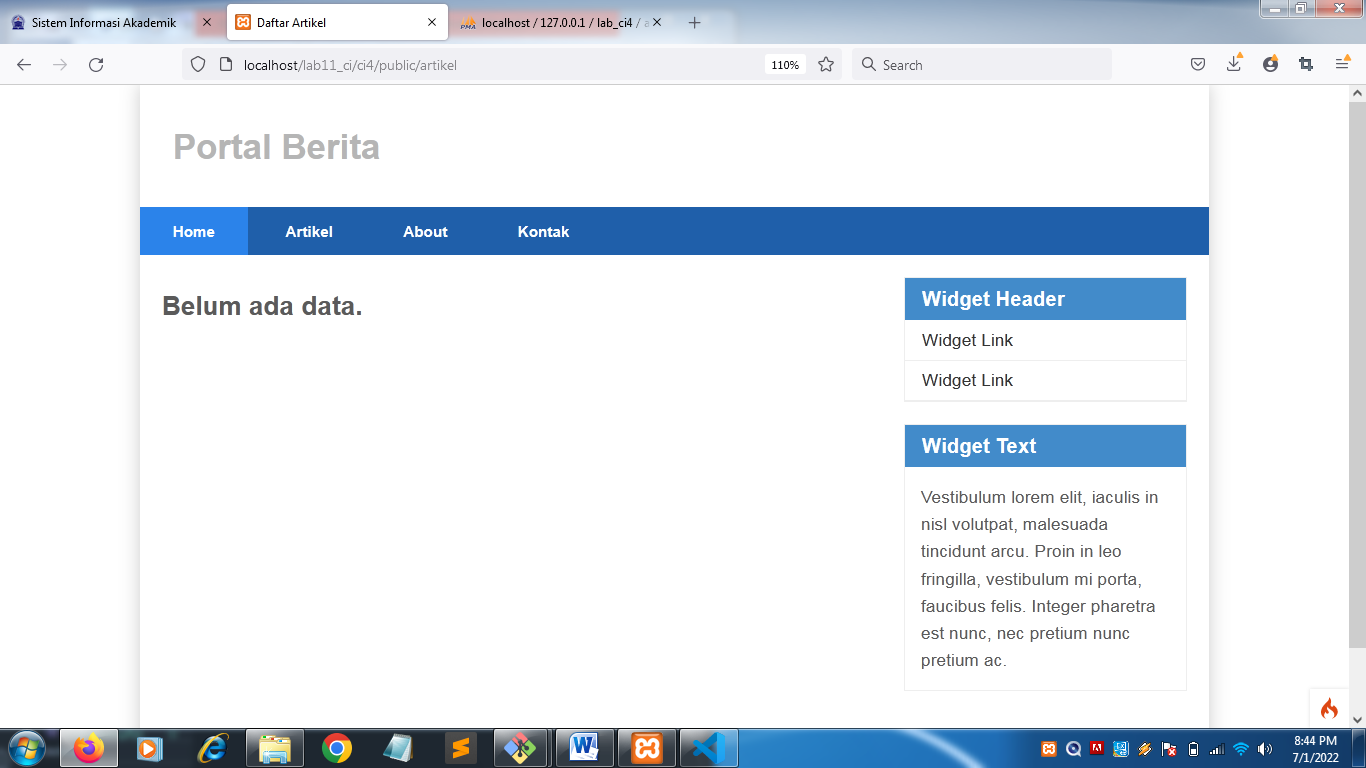 Sistem Informasi Akademik
Daftar Artikel
PMA
localhost / 127.0.0.1 / lab_ci4 / a
localhost/lab11_ci/ci4/public/artikel
110%
Search
Portal Berita
Home
Artikel
About
Kontak
Belum ada data.
Widget Header
Widget Link
Widget Link
Widget Text
Vestibulum lorem elit, iaculis in
nisl volutpat, malesuada
tincidunt arcu. Proin in leo
fringilla, vestibulum mi porta,
faucibus felis. Integer pharetra
est nunc, nec pretium nunc
pretium ac.
8:44 PM
7/1/2022